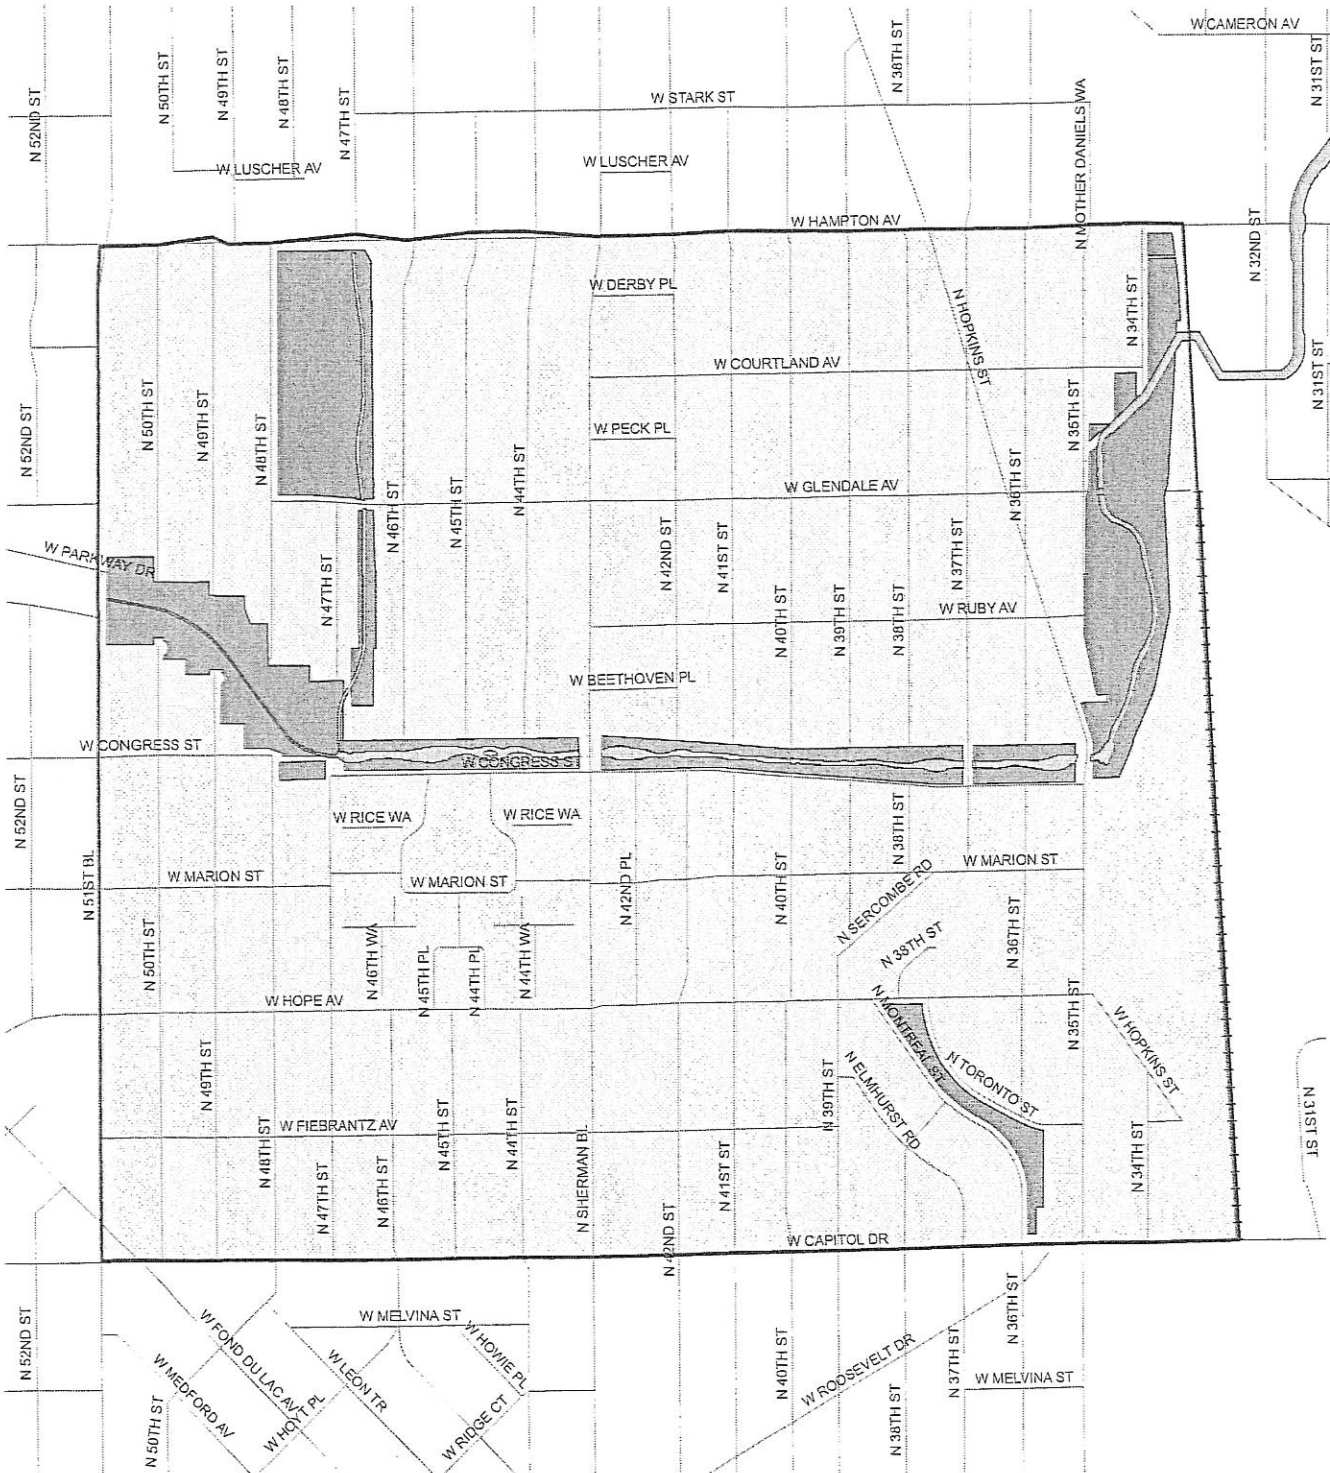 W CAMERON AV
N 38TH ST
N 31ST ST
N 50TH ST
N 49TH ST
N 48TH ST
N 47TH ST
N 52ND ST
W STARK ST
N MOTHER DANIELS WA
W LUSCHER AV
W LUSCHER AV
W HAMPTON AV
N 32ND ST
W DERBY PL
N HOPKINS ST
N 34TH ST
W COURTLAND AV
N 31ST ST
N 52ND ST
N 50TH ST
N 49TH ST
N 48TH ST
W PECK PL
N 35TH ST
N 44TH ST
N 45TH ST
N 46TH ST
W GLENDALE AV
N 36TH ST
W PARKWAY DR
N 47TH ST
N 42ND ST
N 41ST ST
N 40TH ST
N 39TH ST
N 38TH ST
N 37TH ST
W RUBY AV
W BEETHOVEN PL
W CONGRESS ST
W CONGRESS ST
N 52ND ST
W RICE WA
W RICE WA
N 38TH ST
N 51ST BL
W MARION ST
W MARION ST
N 42ND PL
N 40TH ST
W MARION ST
N SERCOMBE RD
N 38TH ST
N 36TH ST
N 50TH ST
N 46TH WA
N 45TH PL
N 44TH PL
N 44TH WA
W HOPE AV
N MONTREAL ST
N 35TH ST
W HOPKINS ST
N 49TH ST
N 39TH ST
N ELMHURST RD
N TORONTO ST
N 31ST ST
W FIEBRANTZ AV
N 48TH ST
N 47TH ST
N 46TH ST
N 45TH ST
N 44TH ST
N SHERMAN BL
N 42ND ST
N 41ST ST
N 34TH ST
W CAPITOL DR
N 52ND ST
W MELVINA ST
N 36TH ST
W FOND DU LAC AV
W MEDFORD AV
W HOYT PL
W LEON TR
W HOWIE PL
W RIDGE CT
N 50TH ST
N 40TH ST
W ROOSEVELT DR
N 38TH ST
N 37TH ST
W MELVINA ST